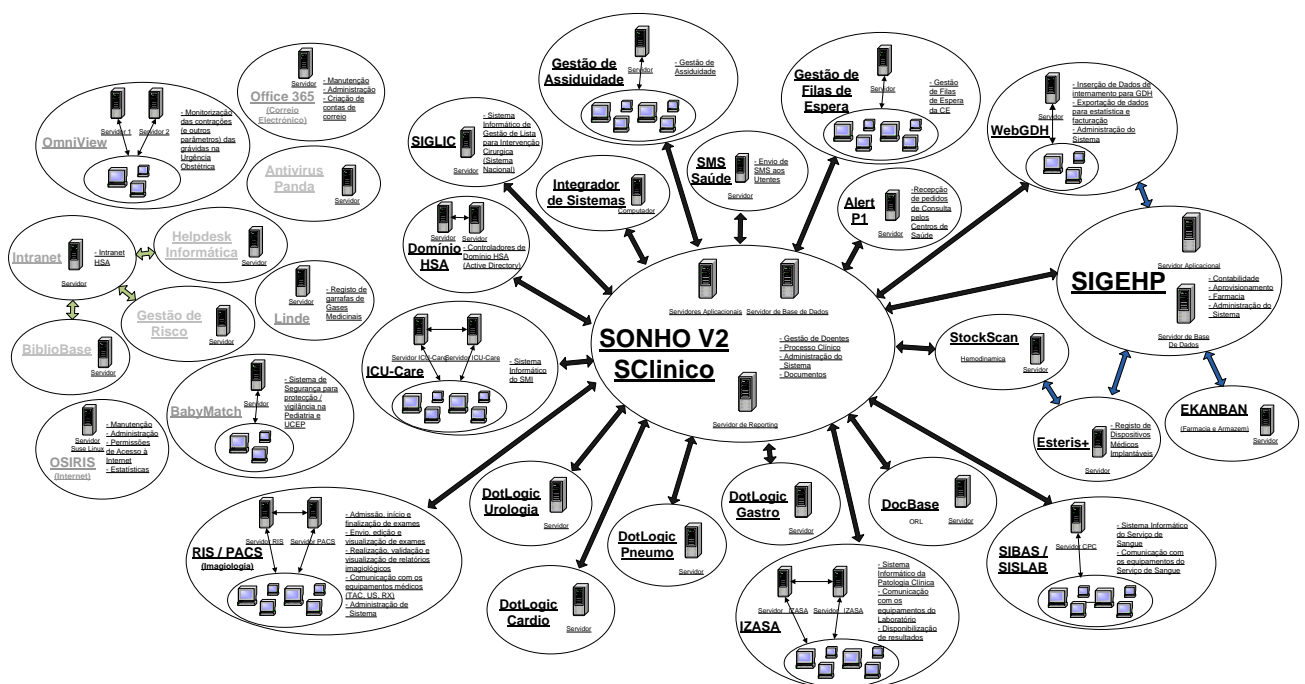 Servidor 1
Servidor 2
OmniView
- Monitorização
das contrações
(e outros
parâmetros) das
grávidas na
Urgência
Obstétrica
Servidor
Office 365
(Correio
Electrónico)
- Manutenção
- Administração
- Criação de
contas de
correio
Antivirus
Panda
Servidor
Intranet
- Intranet
HSA
Servidor
Helpdesk
Informática
Servidor
Gestão de
Risco
Servidor
BiblioBase
Servidor
Servidor
Linde
- Registo de
garrafas de
Gases
Medicinais
Servidor
BabyMatch
- Sistema de
Segurança para
protecção /
vigilância na
Pediatria e
UCEP
Servidor
Suse Linux
OSIRIS
(Internet)
- Manutenção
- Administração
- Permissões
de Acesso à
Internet
- Estatísticas
SIGLIC
Servidor
- Sistema
Informático de
Gestão de Lista
para Intervenção
Cirurgica
(Sistema
Nacional)
Gestão de
Assiduidade
Servidor
- Gestão de
Assiduidade
Integrador
de Sistemas
Computador
SMS
Saúde
- Envio de
SMS aos
Utentes
Servidor
Gestão de
Filas de
Espera
Servidor
- Gestão
de Filas
de Espera
da CE
Alert
P1
-Recepção
de pedidos
de Consulta
pelos
Centros de
Saúde
Servidor
Servidor
WebGDH
- Inserção de Dados de
internamento para GDH
- Exportação de dados
para estatística e
facturação
- Administração do
Sistema
Servidor
Servidor
Domínio
HSA
- Controladores de
Domínio HSA
(Active Directory)
Servidor ICU-Care
Servidor ICU-Care
ICU-Care
- Sistema
Informático
do SMI
Servidores Aplicacionais
Servidor de Base de Dados
SONHO V2
SClinico
- Gestão de Doentes
- Processo Clínico
- Administração do
Sistema
- Documentos
Servidor de Reporting
SIGEHP
Servidor Aplicacional
- Contabilidade
- Aprovisionamento
- Farmacia
- Administração do
Sistema
Servidor de Base
De Dados
StockScan
Hemodinamica
Servidor
Esteris+
- Registo de
Dispositivos
Médicos
Implantáveis
Servidor
EKANBAN
(Farmacia e Armazem)
Servidor
Servidor RIS
Servidor PACS
RIS / PACS
(Imagiologia)
- Admissão, início e
finalização de exames
- Envio, edição e
visualização de exames
- Realização, validação e
visualização de relatórios
imagiológicos
- Comunicação com os
equipamentos médicos
(TAC, US, RX)
- Administração de
Sistema
DotLogic
Urologia
Servidor
DotLogic
Cardio
Servidor
DotLogic
Pneumo
Servidor
DotLogic
Gastro
Servidor
DocBase
ORL
Servidor
Servidor IZASA
Servidor IZASA
IZASA
- Sistema
Informático da
Patologia Clínica
- Comunicação
com os
equipamentos do
Laboratório
- Disponibilização
de resultados
Servidor CPC
SIBAS /
SISLAB
- Sistema Informático
do Serviço de
Sangue
- Comunicação com
os equipamentos do
Serviço de Sangue